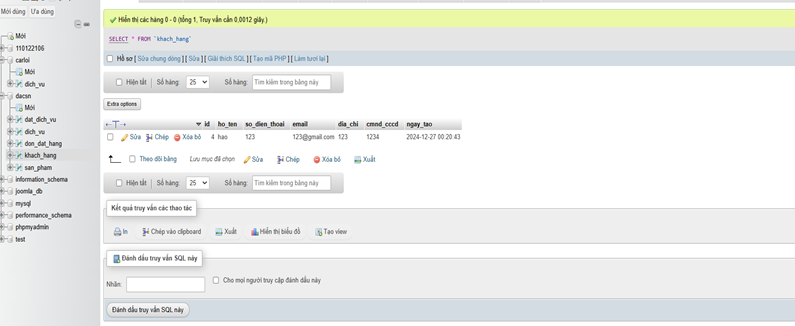 Mới dùng Ưa dùng
Mới
110122106
carloi
Mới
dich_vu
dacsn
Mới
dat_dich_vu
dich_vu
don_dat_hang
khach_hang
san_pham
information_schema
joomla_db
mysql
performance_schema
phpmyadmin
test
Hiển thị các hàng 0 - 0 (tổng 1, Truy vấn cần 0,0012 giây.)
SELECT * FROM `khach_hang`
Hồ sơ [ Sửa chung dòng ] [ Sửa ] [ Giải thích SQL ] [ Tạo mã PHP ] [ Làm tươi lại ]
Hiện tất Số hàng: 25 Số hàng: Tìm kiếm trong bảng này
Extra options
id ho_ten so_dien_thoai email dia_chi cmnd_cccd ngay_tao
Sửa Chép Xóa bỏ 4 hao 123 123@gmail.com 123 1234 2024-12-27 00:20:43
Theo dõi bảng Lưu mục đã chọn Sửa Chép Xóa bỏ Xuất
Hiện tất Số hàng: 25 Số hàng: Tìm kiếm trong bảng này
Kết quả truy vấn các thao tác
In Chép vào clipboard Xuất Hiển thị biểu đồ Tạo view
Đánh dấu truy vấn SQL này
Nhãn: Cho mọi người truy cập đánh dấu này
Đánh dấu truy vấn SQL này